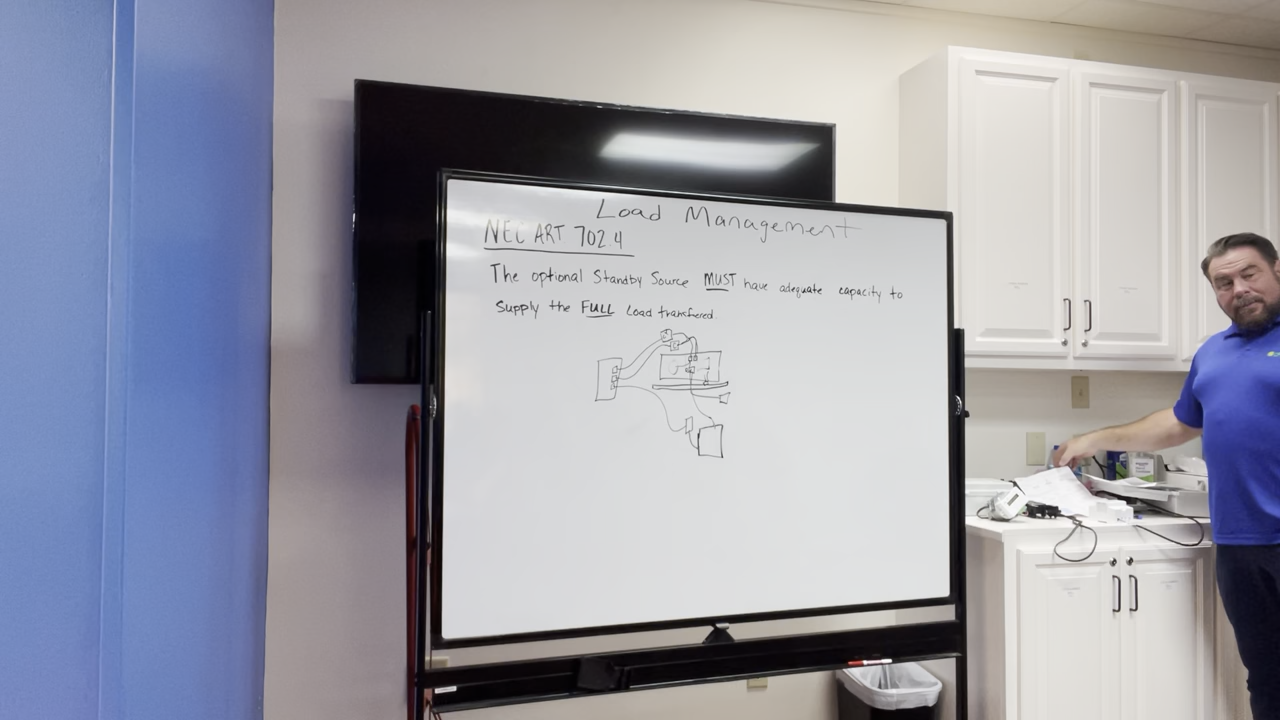 Load Management
NEC ART 702.4
The optional Standby Source MUST have adequate capacity to
Supply the FULL Load transfered.